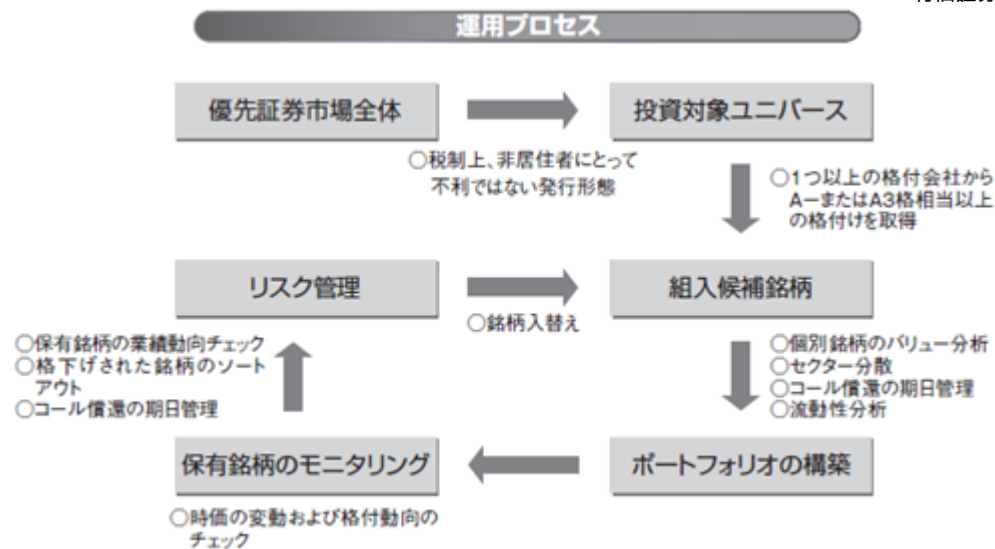 運用プロセス
優先証券市場全体
投資対象ユニバース
○税制上、非居住者にとって
不利ではない発行形態
○1つ以上の格付会社から
A－またはA3格相当以上
の格付けを取得
リスク管理
組入候補銘柄
○銘柄入替え
○保有銘柄の業績動向チェック
○格下げされた銘柄のソート
アウト
○コール償還の期日管理
○個別銘柄のバリュー分析
○セクター分散
○コール償還の期日管理
○流動性分析
保有銘柄のモニタリング
ポートフォリオの構築
○時価の変動および格付動向の
チェック